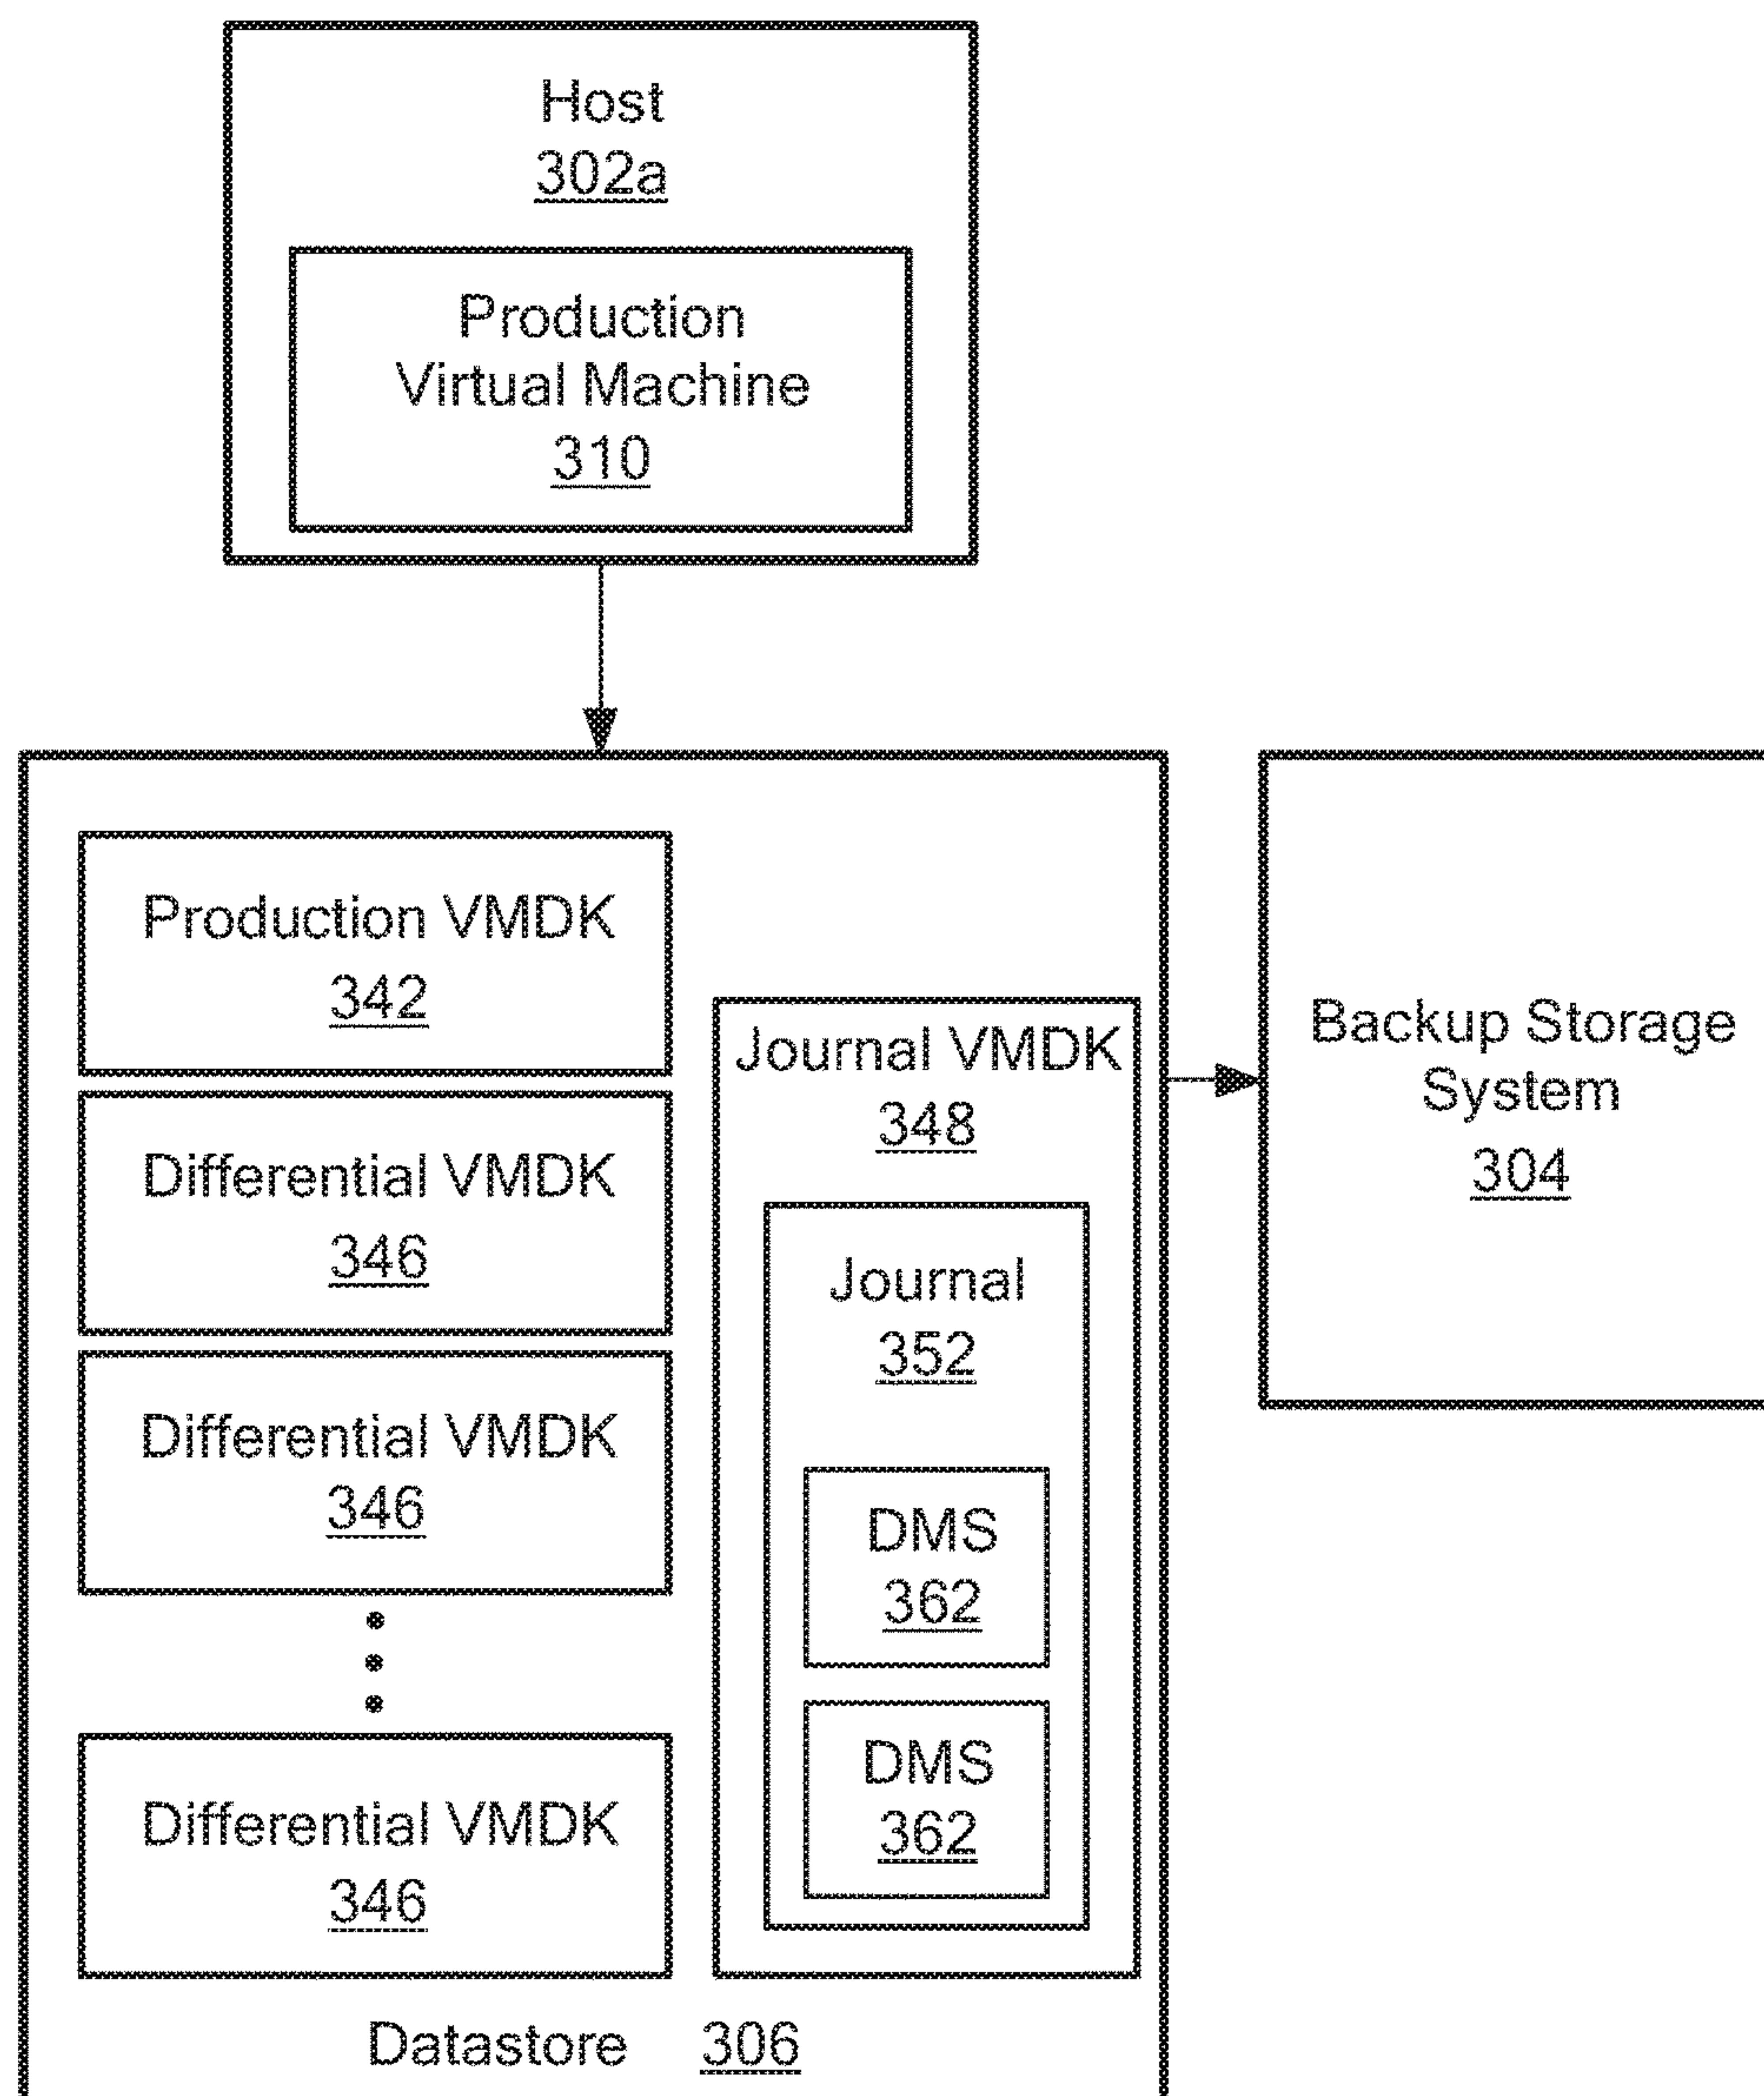 Host
302a
Production
Virtual Machine
310
Production VMDK
342
Differential VMDK
346
Differential VMDK
346
Differential VMDK
346
Journal VMDK
348
Journal
352
DMS
362
DMS
362
Datastore 306
Backup Storage
System
304